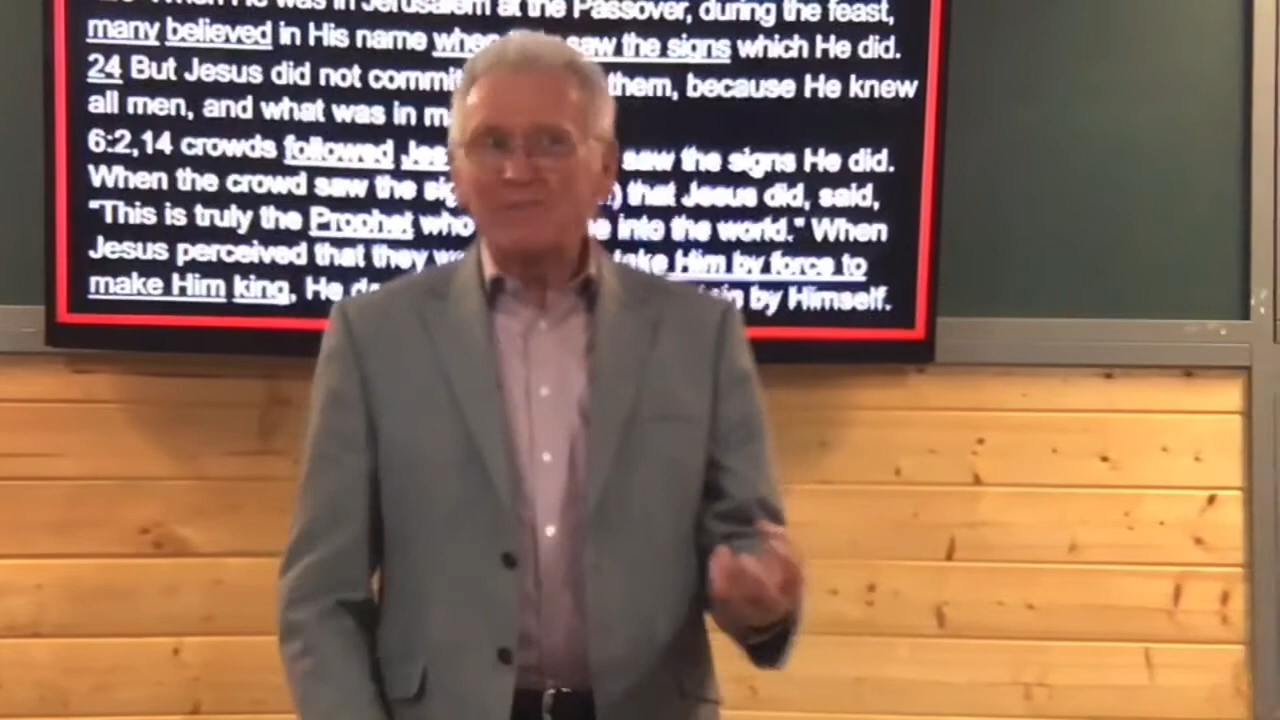 When He was in Jerusalem at the Passover, during the feast,
many believed in His name saw the signs which He did.
24 But Jesus did not commit them, because He knew
all men, and what was in
6:2,14 crowds followed saw the signs He did.
When the crowd saw the that Jesus did, said,
"This is truly the Prophet who into the world." When
Jesus perceived that they Him by force to
make Him king, He by Himself.